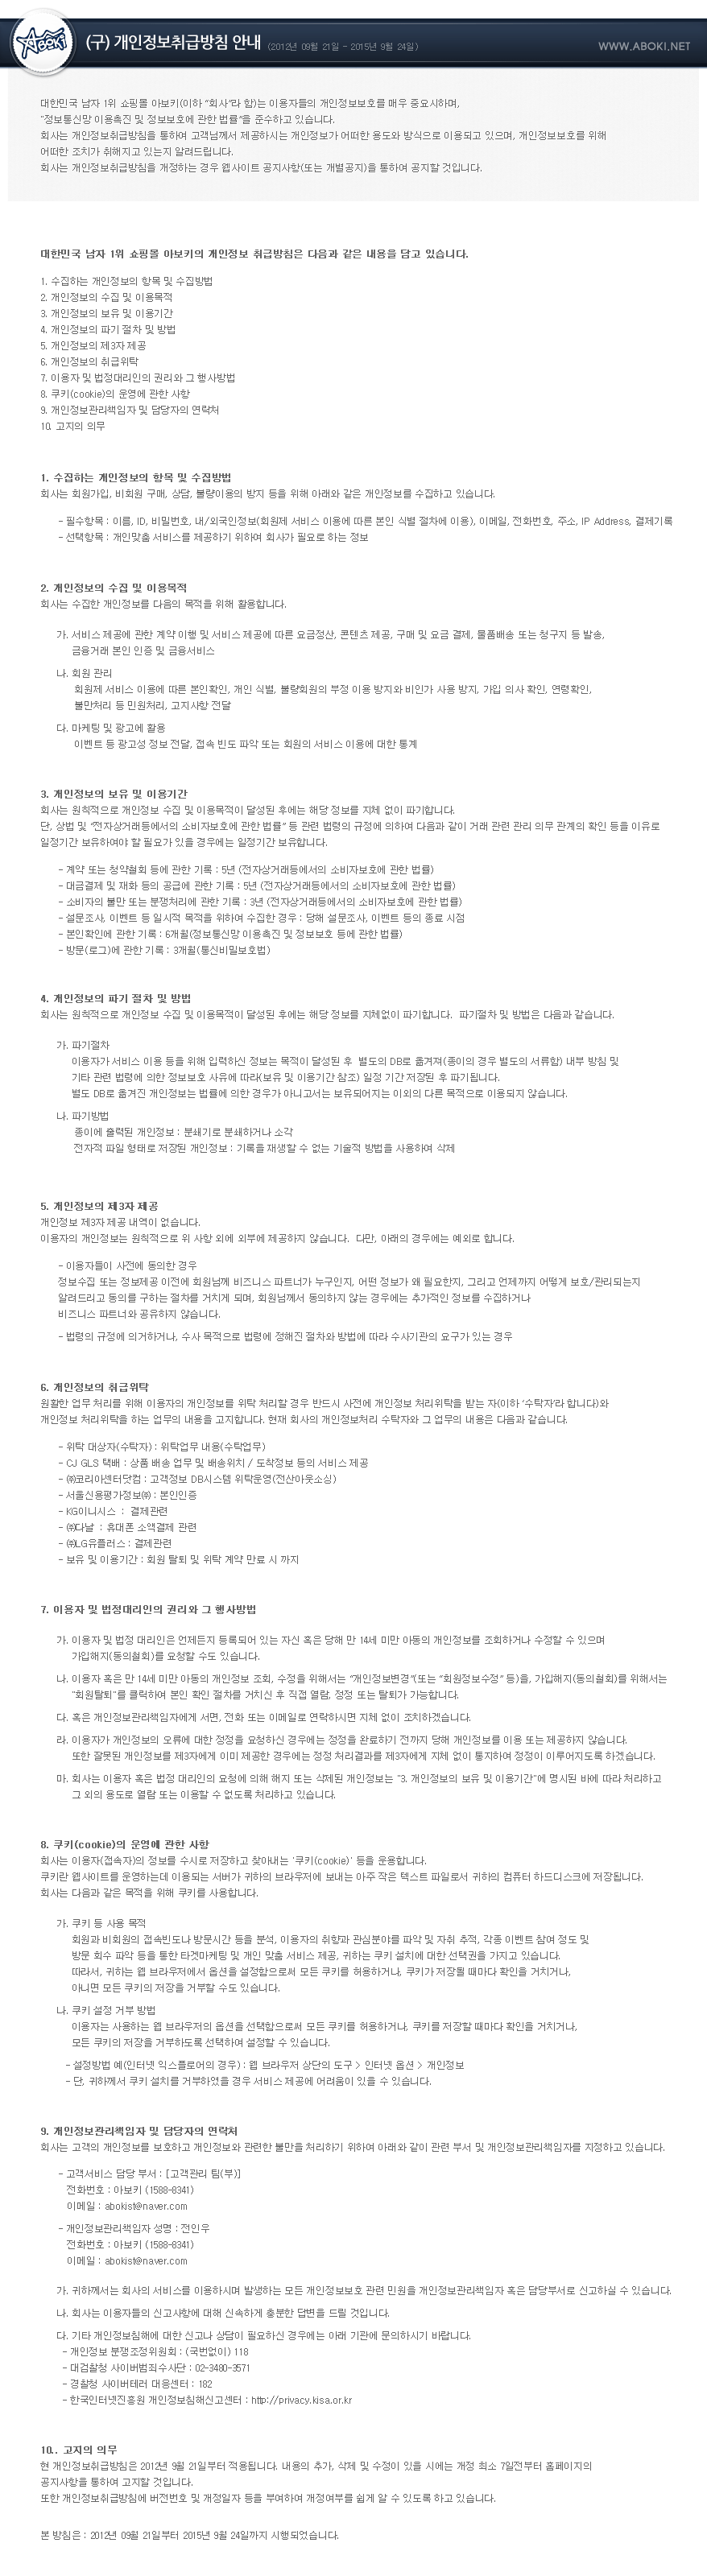 ABOKI
(구) 개인정보취급방침 안내 (2012년 09월 21일 - 2015년 9월 24일)
WWW.ABOKI.NET
대한민국 남자 1위 쇼핑몰 아보키(이하 “회사”라 함)는 이용자들의 개인정보보호를 매우 중요시하며,
“정보통신망 이용촉진 및 정보보호에 관한 법률”을 준수하고 있습니다.
회사는 개인정보취급방침을 통하여 고객님께서 제공하시는 개인정보가 어떠한 용도와 방식으로 이용되고 있으며, 개인정보보호를 위해
어떠한 조치가 취해지고 있는지 알려드립니다.
회사는 개인정보취급방침을 개정하는 경우 웹사이트 공지사항(또는 개별공지)을 통하여 공지할 것입니다.
대한민국 남자 1위 쇼핑몰 아보키의 개인정보 취급방침은 다음과 같은 내용을 담고 있습니다.
1. 수집하는 개인정보의 항목 및 수집방법
2. 개인정보의 수집 및 이용목적
3. 개인정보의 보유 및 이용기간
4. 개인정보의 파기 절차 및 방법
5. 개인정보의 제3자 제공
6. 개인정보의 취급위탁
7. 이용자 및 법정대리인의 권리와 그 행사방법
8. 쿠키(cookie)의 운영에 관한 사항
9. 개인정보관리책임자 및 담당자의 연락처
10. 고지의 의무
1. 수집하는 개인정보의 항목 및 수집방법
회사는 회원가입, 비회원 구매, 상담, 불량이용의 방지 등을 위해 아래와 같은 개인정보를 수집하고 있습니다.
- 필수항목 : 이름, ID, 비밀번호, 내/외국인정보(회원제 서비스 이용에 따른 본인 식별 절차에 이용), 이메일, 전화번호, 주소, IP Address, 결제기록
- 선택항목 : 개인맞춤 서비스를 제공하기 위하여 회사가 필요로 하는 정보
2. 개인정보의 수집 및 이용목적
회사는 수집한 개인정보를 다음의 목적을 위해 활용합니다.
가. 서비스 제공에 관한 계약 이행 및 서비스 제공에 따른 요금정산, 콘텐츠 제공, 구매 및 요금 결제, 물품배송 또는 청구지 등 발송,
금융거래 본인 인증 및 금융서비스
나. 회원 관리
회원제 서비스 이용에 따른 본인확인, 개인 식별, 불량회원의 부정 이용 방지와 비인가 사용 방지, 가입 의사 확인, 연령확인,
불만처리 등 민원처리, 고지사항 전달
다. 마케팅 및 광고에 활용
이벤트 등 광고성 정보 전달, 접속 빈도 파악 또는 회원의 서비스 이용에 대한 통계
3. 개인정보의 보유 및 이용기간
회사는 원칙적으로 개인정보 수집 및 이용목적이 달성된 후에는 해당 정보를 지체 없이 파기합니다.
단, 상법 및 “전자상거래등에서의 소비자보호에 관한 법률” 등 관련 법령의 규정에 의하여 다음과 같이 거래 관련 관리 의무 관계의 확인 등을 이유로
일정기간 보유하여야 할 필요가 있을 경우에는 일정기간 보유합니다.
- 계약 또는 청약철회 등에 관한 기록 : 5년 (전자상거래등에서의 소비자보호에 관한 법률)
- 대금결제 및 재화 등의 공급에 관한 기록 : 5년 (전자상거래등에서의 소비자보호에 관한 법률)
- 소비자의 불만 또는 분쟁처리에 관한 기록 : 3년 (전자상거래등에서의 소비자보호에 관한 법률)
- 설문조사, 이벤트 등 일시적 목적을 위하여 수집한 경우 : 당해 설문조사, 이벤트 등의 종료 시점
- 본인확인에 관한 기록 : 6개월(정보통신망 이용촉진 및 정보보호 등에 관한 법률)
- 방문(로그)에 관한 기록 : 3개월(통신비밀보호법)
4. 개인정보의 파기 절차 및 방법
회사는 원칙적으로 개인정보 수집 및 이용목적이 달성된 후에는 해당 정보를 지체없이 파기합니다. 파기절차 및 방법은 다음과 같습니다.
가. 파기절차
이용자가 서비스 이용 등을 위해 입력하신 정보는 목적이 달성된 후 별도의 DB로 옮겨져(종이의 경우 별도의 서류함) 내부 방침 및
기타 관련 법령에 의한 정보보호 사유에 따라(보유 및 이용기간 참조) 일정 기간 저장된 후 파기됩니다.
별도 DB로 옮겨진 개인정보는 법률에 의한 경우가 아니고서는 보유되어지는 이외의 다른 목적으로 이용되지 않습니다.
나. 파기방법
종이에 출력된 개인정보 : 분쇄기로 분쇄하거나 소각
전자적 파일 형태로 저장된 개인정보 : 기록을 재생할 수 없는 기술적 방법을 사용하여 삭제
5. 개인정보의 제3자 제공
개인정보 제3자 제공 내역이 없습니다.
이용자의 개인정보는 원칙적으로 위 사항 외에 외부에 제공하지 않습니다. 다만, 아래의 경우에는 예외로 합니다.
- 이용자들이 사전에 동의한 경우
정보수집 또는 정보제공 이전에 회원님께 비즈니스 파트너가 누구인지, 어떤 정보가 왜 필요한지, 그리고 언제까지 어떻게 보호/관리되는지
알려드리고 동의를 구하는 절차를 거치게 되며, 회원님께서 동의하지 않는 경우에는 추가적인 정보를 수집하거나
비즈니스 파트너와 공유하지 않습니다.
- 법령의 규정에 의거하거나, 수사 목적으로 법령에 정해진 절차와 방법에 따라 수사기관의 요구가 있는 경우
6. 개인정보의 취급위탁
원활한 업무 처리를 위해 이용자의 개인정보를 위탁 처리할 경우 반드시 사전에 개인정보 처리위탁을 받는 자(이하 ‘수탁자’라 합니다)와
개인정보 처리위탁을 하는 업무의 내용을 고지합니다. 현재 회사의 개인정보처리 수탁자와 그 업무의 내용은 다음과 같습니다.
- 위탁 대상자(수탁자) : 위탁업무 내용(수탁업무)
- CJ GLS 택배 : 상품 배송 업무 및 배송위치 / 도착정보 등의 서비스 제공
- ㈜코리아센터닷컴 : 고객정보 DB시스템 위탁운영(전산아웃소싱)
- 서울신용평가정보㈜ : 본인인증
- KG이니시스 : 결제관련
- ㈜다날 : 휴대폰 소액결제 관련
- ㈜LG유플러스 : 결제관련
- 보유 및 이용기간 : 회원 탈퇴 및 위탁 계약 만료 시 까지
7. 이용자 및 법정대리인의 권리와 그 행사방법
가. 이용자 및 법정 대리인은 언제든지 등록되어 있는 자신 혹은 당해 만 14세 미만 아동의 개인정보를 조회하거나 수정할 수 있으며
가입해지(동의철회)를 요청할 수도 있습니다.
나. 이용자 혹은 만 14세 미만 아동의 개인정보 조회, 수정을 위해서는 “개인정보변경”(또는 “회원정보수정” 등)을, 가입해지(동의철회)를 위해서는
“회원탈퇴”를 클릭하여 본인 확인 절차를 거치신 후 직접 열람, 정정 또는 탈퇴가 가능합니다.
다. 혹은 개인정보관리책임자에게 서면, 전화 또는 이메일로 연락하시면 지체 없이 조치하겠습니다.
라. 이용자가 개인정보의 오류에 대한 정정을 요청하신 경우에는 정정을 완료하기 전까지 당해 개인정보를 이용 또는 제공하지 않습니다.
또한 잘못된 개인정보를 제3자에게 이미 제공한 경우에는 정정 처리결과를 제3자에게 지체 없이 통지하여 정정이 이루어지도록 하겠습니다.
마. 회사는 이용자 혹은 법정 대리인의 요청에 의해 해지 또는 삭제된 개인정보는 “3. 개인정보의 보유 및 이용기간”에 명시된 바에 따라 처리하고
그 외의 용도로 열람 또는 이용할 수 없도록 처리하고 있습니다.
8. 쿠키(cookie)의 운영에 관한 사항
회사는 이용자(접속자)의 정보를 수시로 저장하고 찾아내는 '쿠키(cookie)' 등을 운용합니다.
쿠키란 웹사이트를 운영하는데 이용되는 서버가 귀하의 브라우저에 보내는 아주 작은 텍스트 파일로서 귀하의 컴퓨터 하드디스크에 저장됩니다.
회사는 다음과 같은 목적을 위해 쿠키를 사용합니다.
가. 쿠키 등 사용 목적
회원과 비회원의 접속빈도나 방문시간 등을 분석, 이용자의 취향과 관심분야를 파악 및 자취 추적, 각종 이벤트 참여 정도 및
방문 회수 파악 등을 통한 타겟마케팅 및 개인 맞춤 서비스 제공, 귀하는 쿠키 설치에 대한 선택권을 가지고 있습니다.
따라서, 귀하는 웹 브라우저에서 옵션을 설정함으로써 모든 쿠키를 허용하거나, 쿠키가 저장될 때마다 확인을 거치거나,
아니면 모든 쿠키의 저장을 거부할 수도 있습니다.
나. 쿠키 설정 거부 방법
이용자는 사용하는 웹 브라우저의 옵션을 선택함으로써 모든 쿠키를 허용하거나, 쿠키를 저장할 때마다 확인을 거치거나,
모든 쿠키의 저장을 거부하도록 선택하여 설정할 수 있습니다.
- 설정방법 예(인터넷 익스플로어의 경우) : 웹 브라우저 상단의 도구 > 인터넷 옵션 > 개인정보
- 단, 귀하께서 쿠키 설치를 거부하였을 경우 서비스 제공에 어려움이 있을 수 있습니다.
9. 개인정보관리책임자 및 담당자의 연락처
회사는 고객의 개인정보를 보호하고 개인정보와 관련한 불만을 처리하기 위하여 아래와 같이 관련 부서 및 개인정보관리책임자를 지정하고 있습니다.
- 고객서비스 담당 부서 : [고객관리 팀(부)]
전화번호 : 아보키 (1588-8341)
이메일 : abokist@naver.com
- 개인정보관리책임자 성명 : 전인우
전화번호 : 아보키 (1588-8341)
이메일 : abokist@naver.com
가. 귀하께서는 회사의 서비스를 이용하시며 발생하는 모든 개인정보보호 관련 민원을 개인정보관리책임자 혹은 담당부서로 신고하실 수 있습니다.
나. 회사는 이용자들의 신고사항에 대해 신속하게 충분한 답변을 드릴 것입니다.
다. 기타 개인정보침해에 대한 신고나 상담이 필요하신 경우에는 아래 기관에 문의하시기 바랍니다.
- 개인정보 분쟁조정위원회 : (국번없이) 118
- 대검찰청 사이버범죄수사단 : 02-3480-3571
- 경찰청 사이버테러 대응센터 : 182
- 한국인터넷진흥원 개인정보침해신고센터 : http://privacy.kisa.or.kr
10.. 고지의 의무
현 개인정보취급방침은 2012년 9월 21일부터 적용됩니다. 내용의 추가, 삭제 및 수정이 있을 시에는 개정 최소 7일전부터 홈페이지의
공지사항을 통하여 고지할 것입니다.
또한 개인정보취급방침에 버전번호 및 개정일자 등을 부여하여 개정여부를 쉽게 알 수 있도록 하고 있습니다.
본 방침은 : 2012년 09월 21일부터 2015년 9월 24일까지 시행되었습니다.